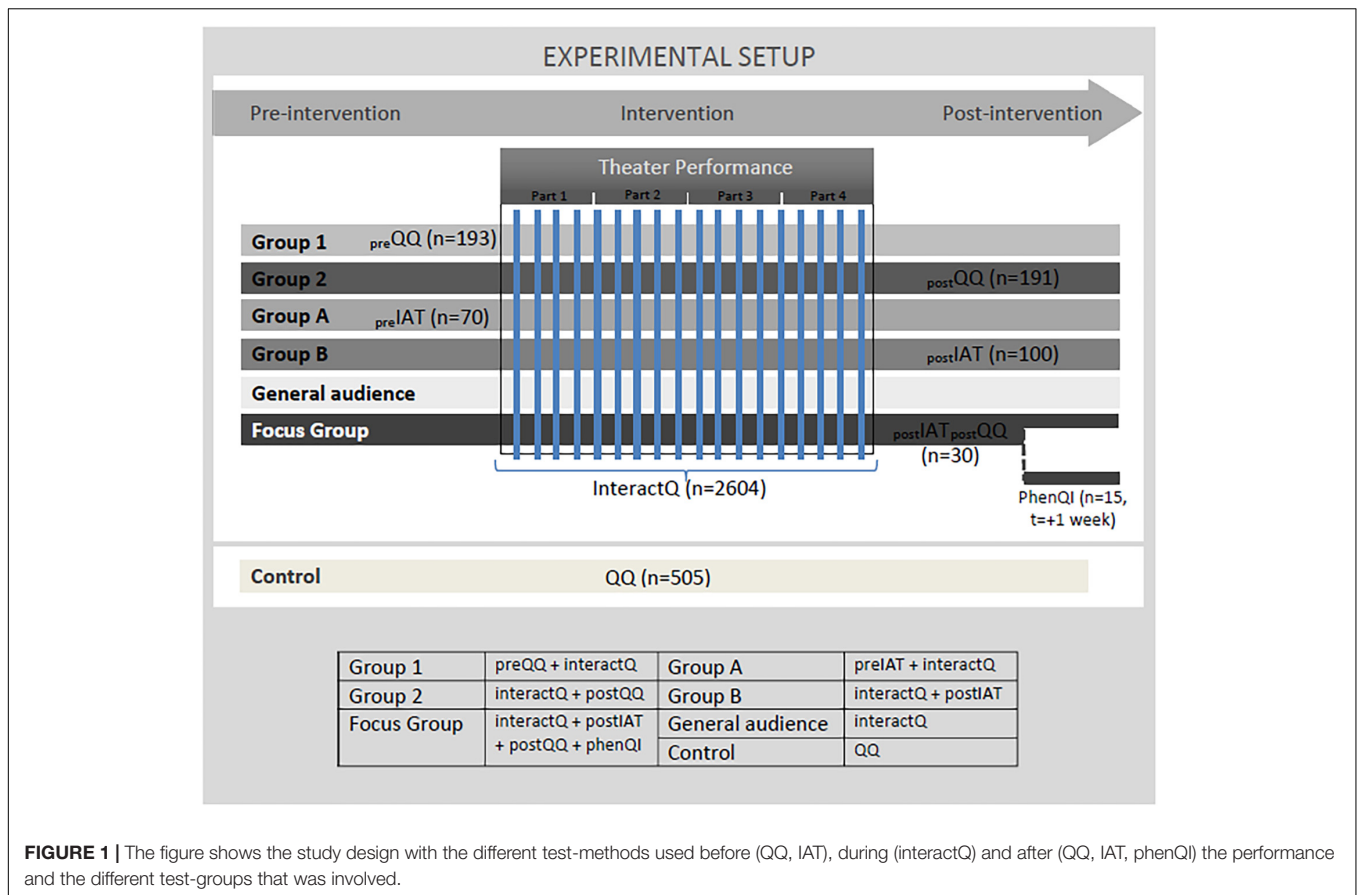 EXPERIMENTAL SETUP
Pre-intervention Intervention Post-intervention
Theater Performance
Part 1 Part 2 Part 3 Part 4
Group 1 preQQ (n=193)
Group 2 postQQ (n=191)
Group A preIAT (n=70)
Group B postIAT (n=100)
General audience
Focus Group postIATpostQQ
(n=30)
InteractQ (n=2604)
PhenQI (n=15,
t=+1 week)
Control QQ (n=505)
Group 1 preQQ + interactQ Group A preIAT + interactQ
Group 2 interactQ + postQQ Group B interactQ + postIAT
Focus Group interactQ + postIAT General audience interactQ
+ postQQ + phenQI Control QQ
FIGURE 1 | The figure shows the study design with the different test-methods used before (QQ, IAT), during (interactQ) and after (QQ, IAT, phenQI) the performance
and the different test-groups that was involved.